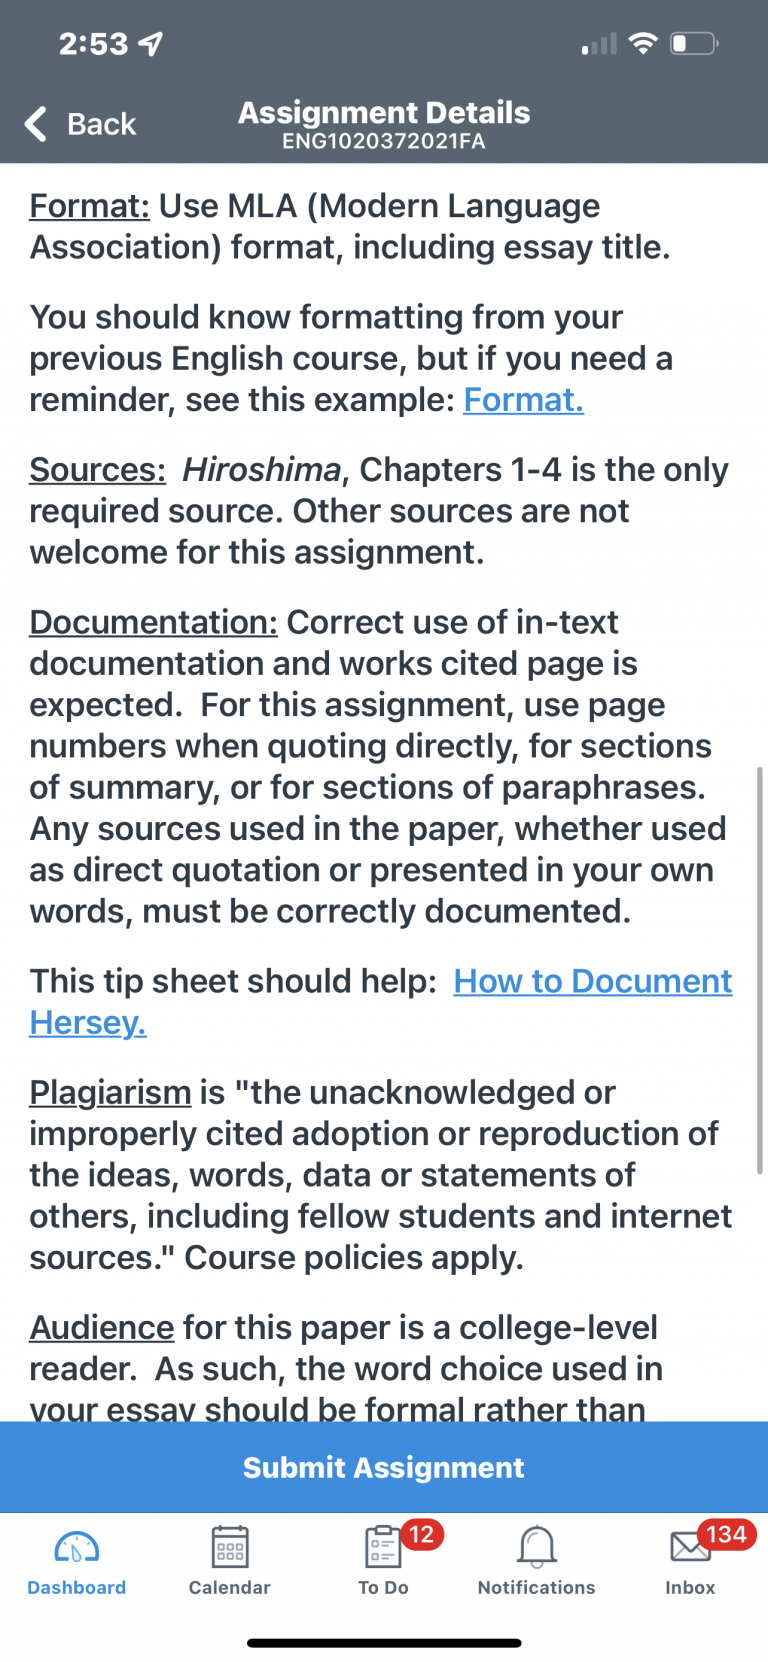 2:53
Back
Assignment Details
ENG1020372021FA
Format: Use MLA (Modern Language
Association) format, including essay title.
You should know formatting from your
previous English course, but if you need a
reminder, see this example: Format.
Sources:  Hiroshima, Chapters 1-4 is the only
required source. Other sources are not
welcome for this assignment.
Documentation: Correct use of in-text
documentation and works cited page is
expected.  For this assignment, use page
numbers when quoting directly, for sections
of summary, or for sections of paraphrases.
Any sources used in the paper, whether used
as direct quotation or presented in your own
words, must be correctly documented.
This tip sheet should help:  How to Document
Hersey.
Plagiarism is "the unacknowledged or
improperly cited adoption or reproduction of
the ideas, words, data or statements of
others, including fellow students and internet
sources." Course policies apply.
Audience for this paper is a college-level
reader.  As such, the word choice used in
your essay should be formal rather than
Submit Assignment
12
134
Dashboard
Calendar
To Do
Notifications
Inbox